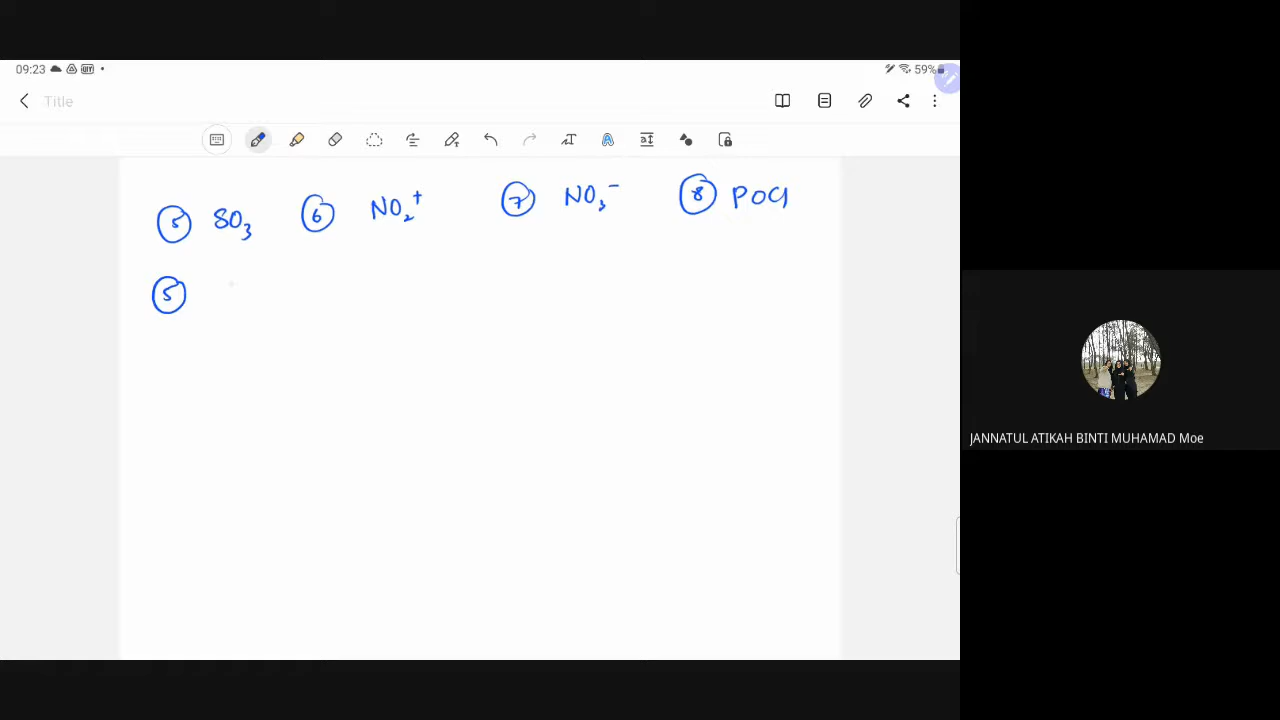 09:23 59%
Title
⑤ SO₃ ⑥ NO₂⁺ ⑦ NO₃⁻ ⑧ POCl
⑤
JANNATUL ATIKAH BINTI MUHAMAD Moe